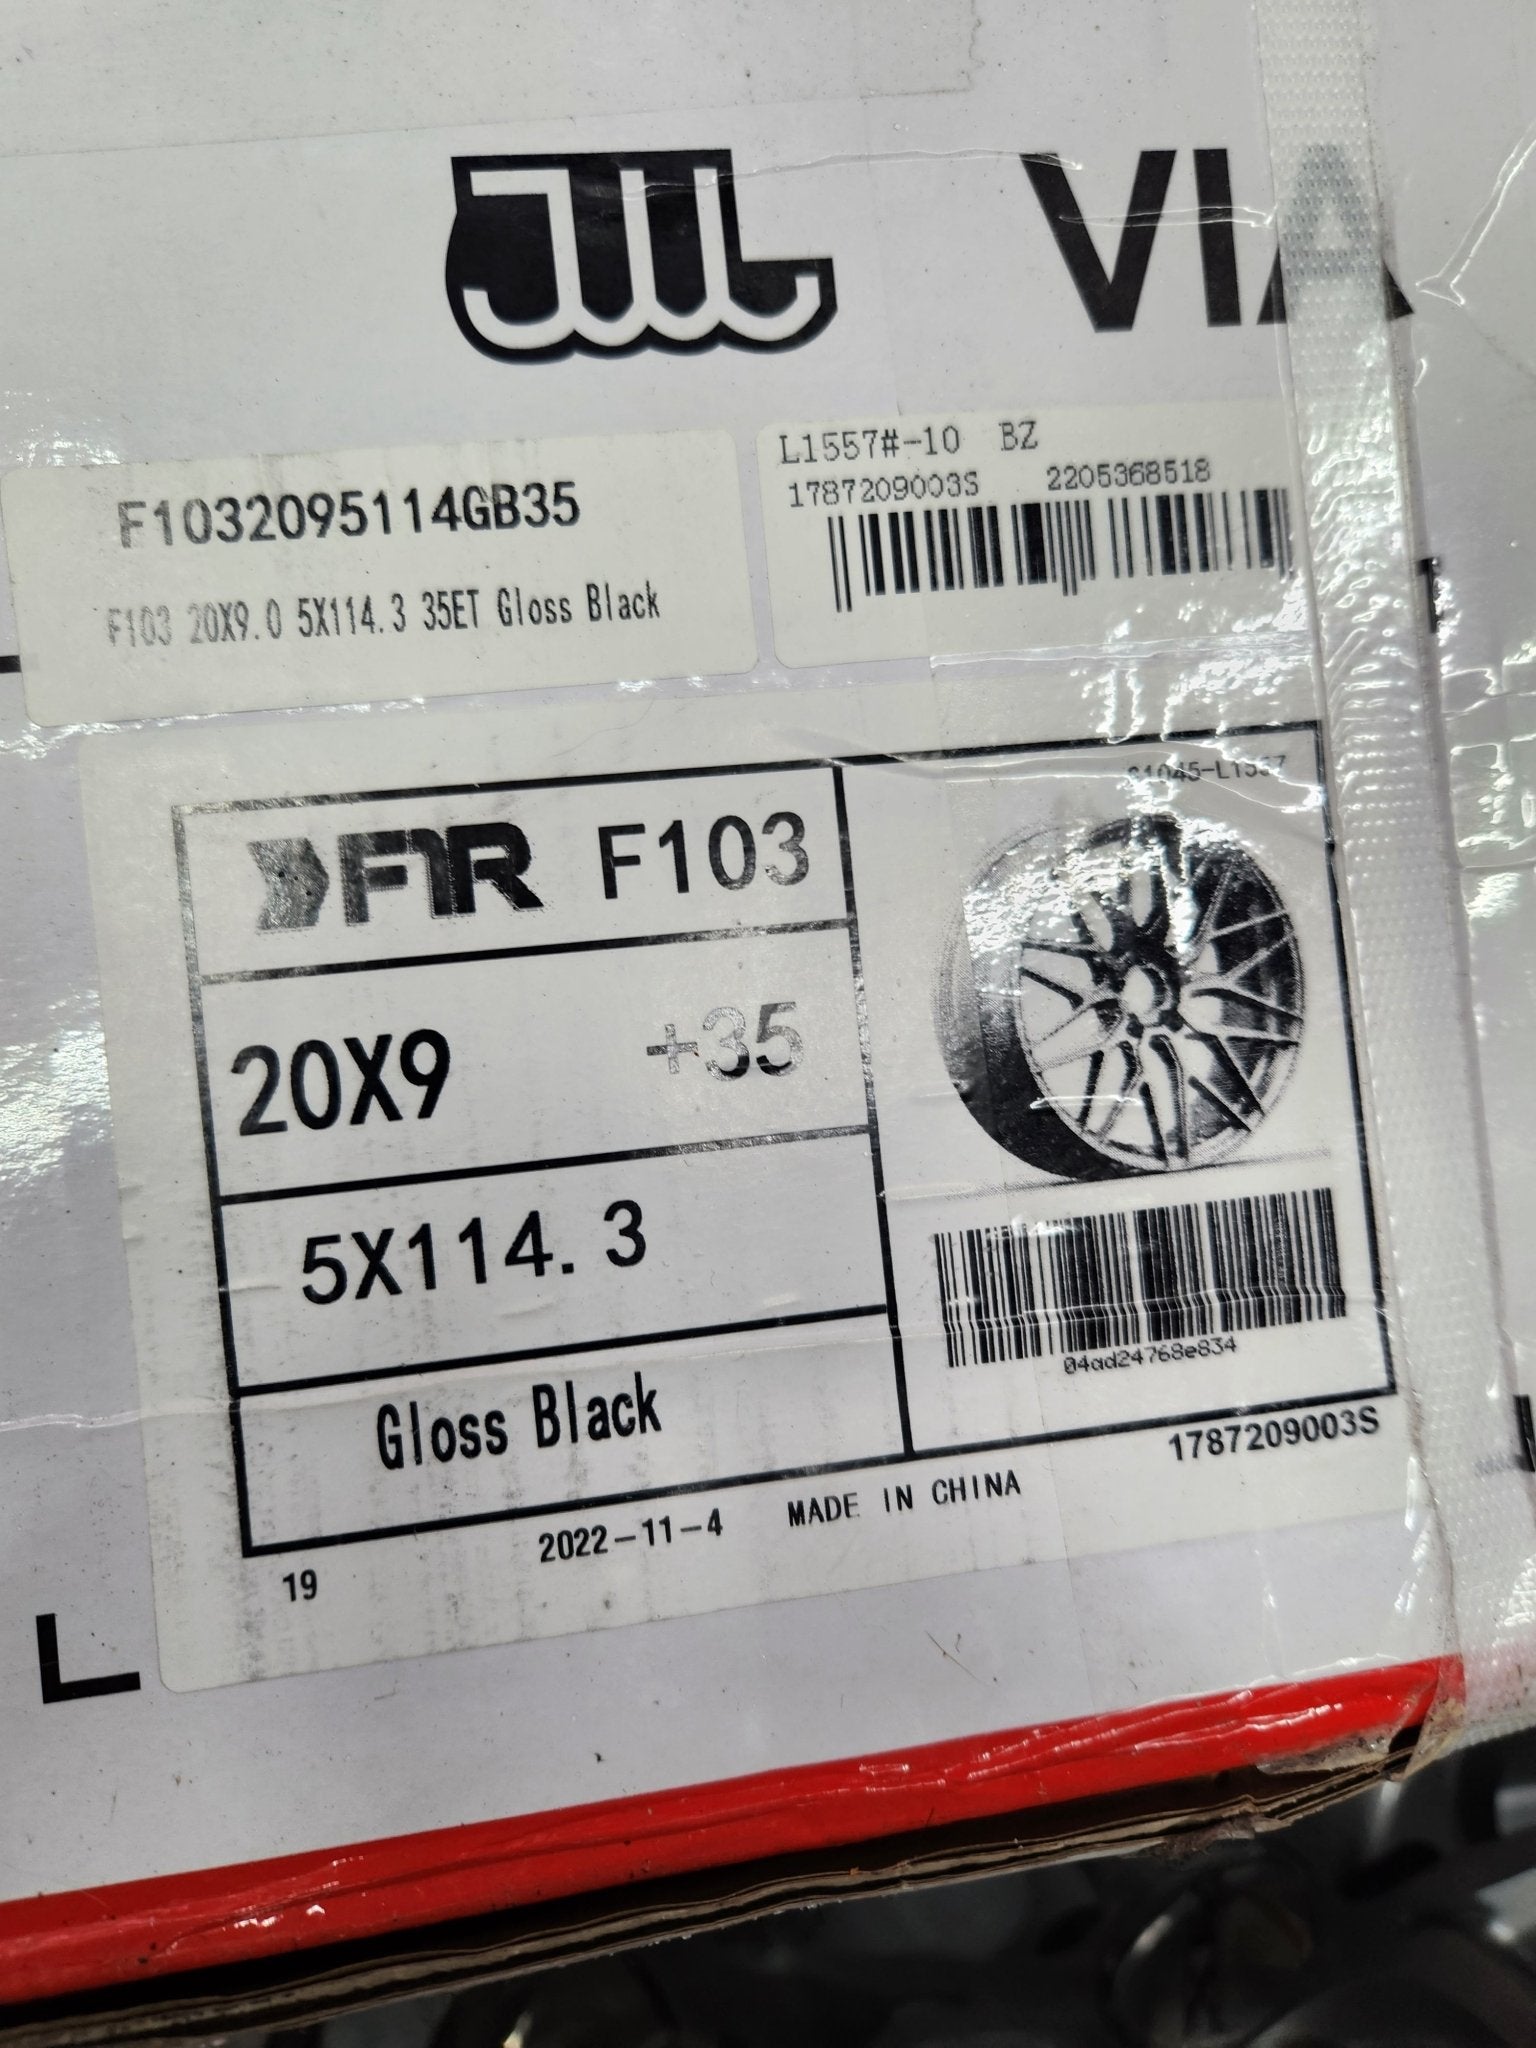 JWL
VIA
F1032095114GB35
F103 20X9.0 5X114.3 35ET Gloss Black
L1557#-10 BZ
1787209003S 2205368518
F1R F103
20X9 +35
5X114.3
Gloss Black
04ad24768e834
1787209003S
2022-11-4 MADE IN CHINA
19
L